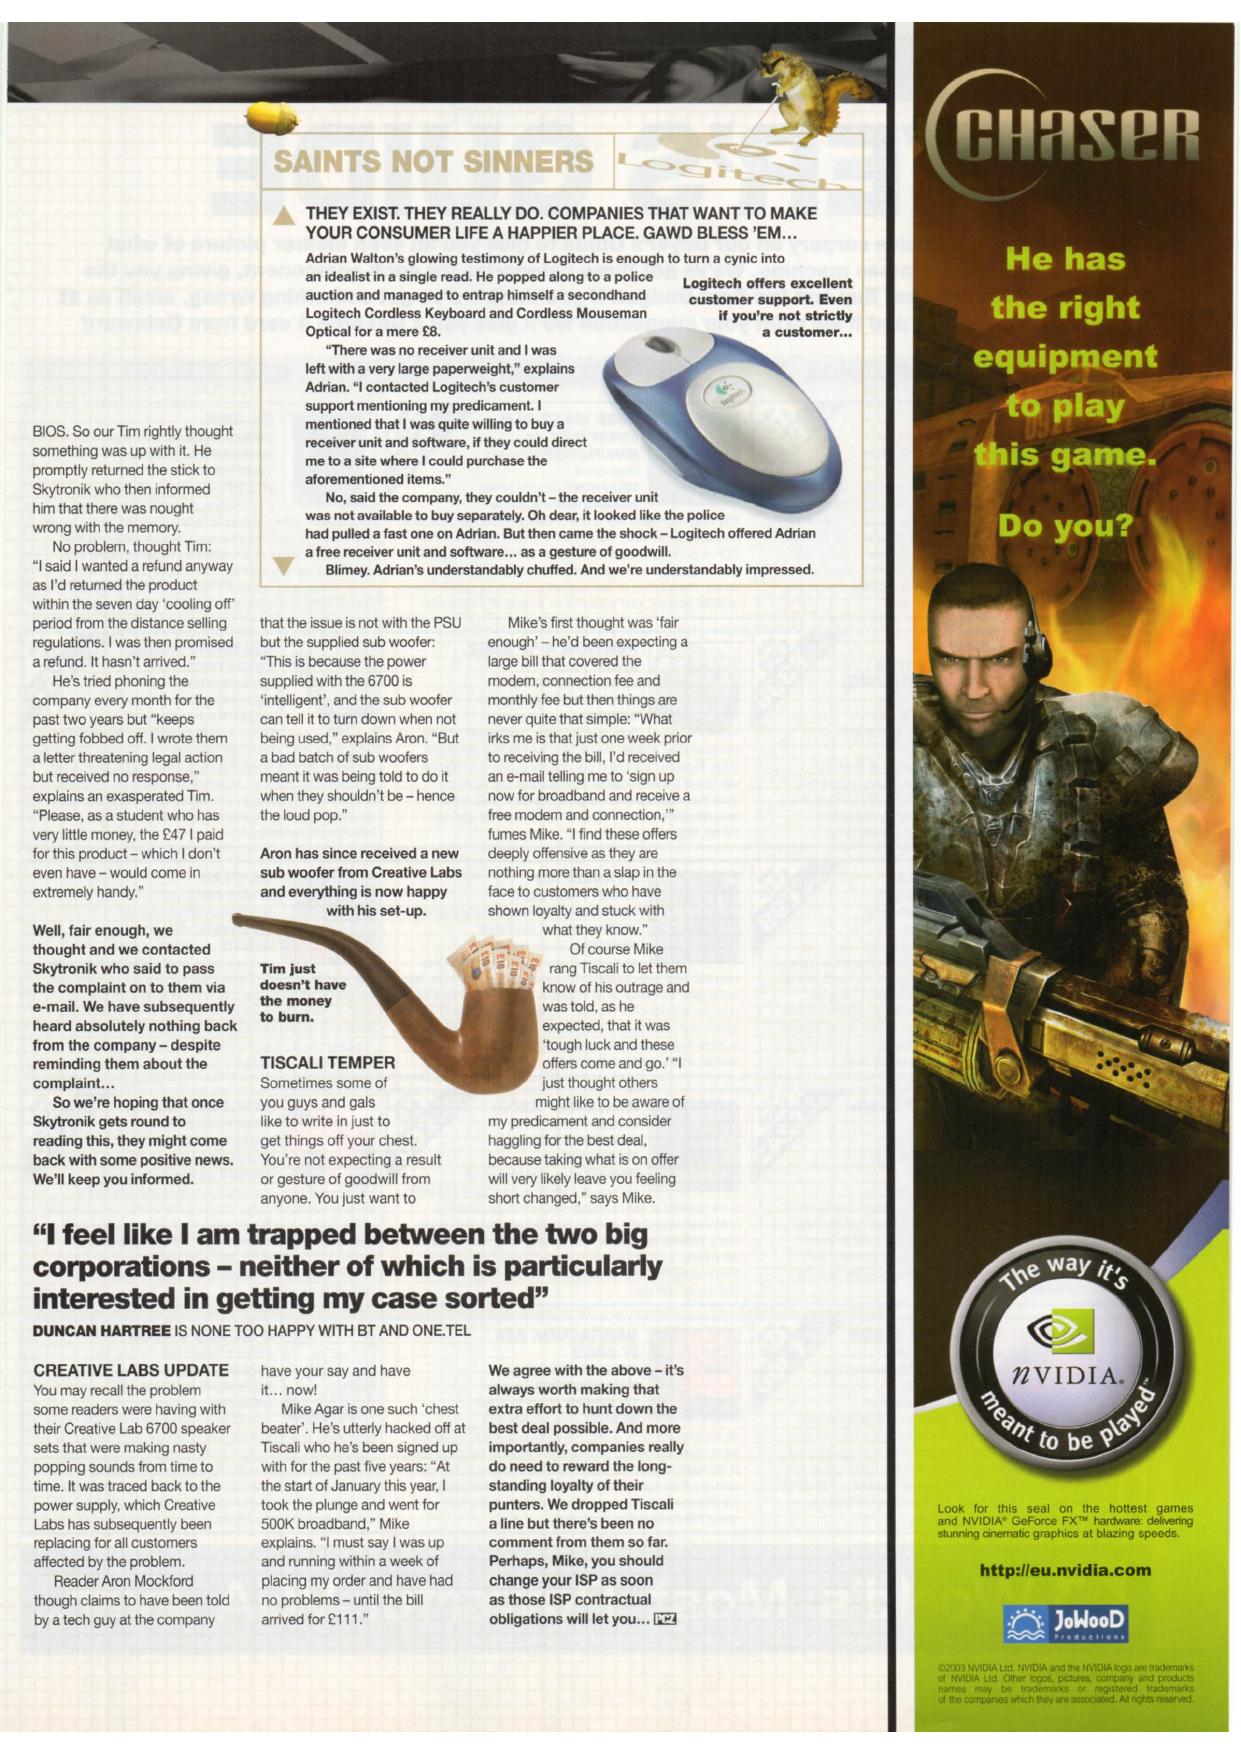 SAINTS NOT SINNERS
Logitech
THEY EXIST. THEY REALLY DO. COMPANIES THAT WANT TO MAKE
YOUR CONSUMER LIFE A HAPPIER PLACE. GAWD BLESS 'EM...
Adrian Walton's glowing testimony of Logitech is enough to turn a cynic into
an idealist in a single read. He popped along to a police
auction and managed to entrap himself a secondhand
Logitech Cordless Keyboard and Cordless Mouseman
Optical for a mere £8.
"There was no receiver unit and I was
left with a very large paperweight," explains
Adrian. "I contacted Logitech's customer
support mentioning my predicament. I
mentioned that I was quite willing to buy a
receiver unit and software, if they could direct
me to a site where I could purchase the
aforementioned items."
No, said the company, they couldn't – the receiver unit
was not available to buy separately. Oh dear, it looked like the police
had pulled a fast one on Adrian. But then came the shock – Logitech offered Adrian
a free receiver unit and software... as a gesture of goodwill.
Blimey. Adrian's understandably chuffed. And we're understandably impressed.
Logitech offers excellent
customer support. Even
if you're not strictly
a customer...
Logitech
BIOS. So our Tim rightly thought
something was up with it. He
promptly returned the stick to
Skytronik who then informed
him that there was nought
wrong with the memory.
No problem, thought Tim:
"I said I wanted a refund anyway
as I'd returned the product
within the seven day 'cooling off'
period from the distance selling
regulations. I was then promised
a refund. It hasn't arrived."
He's tried phoning the
company every month for the
past two years but "keeps
getting fobbed off. I wrote them
a letter threatening legal action
but received no response,"
explains an exasperated Tim.
"Please, as a student who has
very little money, the £47 I paid
for this product – which I don't
even have – would come in
extremely handy."
Well, fair enough, we
thought and we contacted
Skytronik who said to pass
the complaint on to them via
e-mail. We have subsequently
heard absolutely nothing back
from the company – despite
reminding them about the
complaint...
So we're hoping that once
Skytronik gets round to
reading this, they might come
back with some positive news.
We'll keep you informed.
that the issue is not with the PSU
but the supplied sub woofer:
"This is because the power
supplied with the 6700 is
'intelligent', and the sub woofer
can tell it to turn down when not
being used," explains Aron. "But
a bad batch of sub woofers
meant it was being told to do it
when they shouldn't be – hence
the loud pop."
Aron has since received a new
sub woofer from Creative Labs
and everything is now happy
with his set-up.
Tim just
doesn't have
the money
to burn.
£10
£10
£10
£10
TISCALI TEMPER
Sometimes some of
you guys and gals
like to write in just to
get things off your chest.
You're not expecting a result
or gesture of goodwill from
anyone. You just want to
Mike's first thought was 'fair
enough' – he'd been expecting a
large bill that covered the
modem, connection fee and
monthly fee but then things are
never quite that simple: "What
irks me is that just one week prior
to receiving the bill, I'd received
an e-mail telling me to 'sign up
now for broadband and receive a
free modem and connection,'"
fumes Mike. "I find these offers
deeply offensive as they are
nothing more than a slap in the
face to customers who have
shown loyalty and stuck with
what they know."
Of course Mike
rang Tiscali to let them
know of his outrage and
was told, as he
expected, that it was
'tough luck and these
offers come and go.' "I
just thought others
might like to be aware of
my predicament and consider
haggling for the best deal,
because taking what is on offer
will very likely leave you feeling
short changed," says Mike.
"I feel like I am trapped between the two big
corporations – neither of which is particularly
interested in getting my case sorted"
DUNCAN HARTREE IS NONE TOO HAPPY WITH BT AND ONE.TEL
CREATIVE LABS UPDATE
You may recall the problem
some readers were having with
their Creative Lab 6700 speaker
sets that were making nasty
popping sounds from time to
time. It was traced back to the
power supply, which Creative
Labs has subsequently been
replacing for all customers
affected by the problem.
Reader Aron Mockford
though claims to have been told
by a tech guy at the company
have your say and have
it... now!
Mike Agar is one such 'chest
beater'. He's utterly hacked off at
Tiscali who he's been signed up
with for the past five years: "At
the start of January this year, I
took the plunge and went for
500K broadband," Mike
explains. "I must say I was up
and running within a week of
placing my order and have had
no problems – until the bill
arrived for £111."
We agree with the above – it's
always worth making that
extra effort to hunt down the
best deal possible. And more
importantly, companies really
do need to reward the long-
standing loyalty of their
punters. We dropped Tiscali
a line but there's been no
comment from them so far.
Perhaps, Mike, you should
change your ISP as soon
as those ISP contractual
obligations will let you... PCZ
CHASER
He has
the right
equipment
to play
this game.
Do you?
The way it's
nVIDIA®
meant to be played™
Look for this seal on the hottest games
and NVIDIA® GeForce FX™ hardware: delivering
stunning cinematic graphics at blazing speeds.
http://eu.nvidia.com
JoWooD
Productions
©2003 NVIDIA Ltd. NVIDIA and the NVIDIA logo are trademarks
of NVIDIA Ltd. Other logos, pictures, company and products
names may be trademarks or registered trademarks
of the companies which they are associated. All rights reserved.